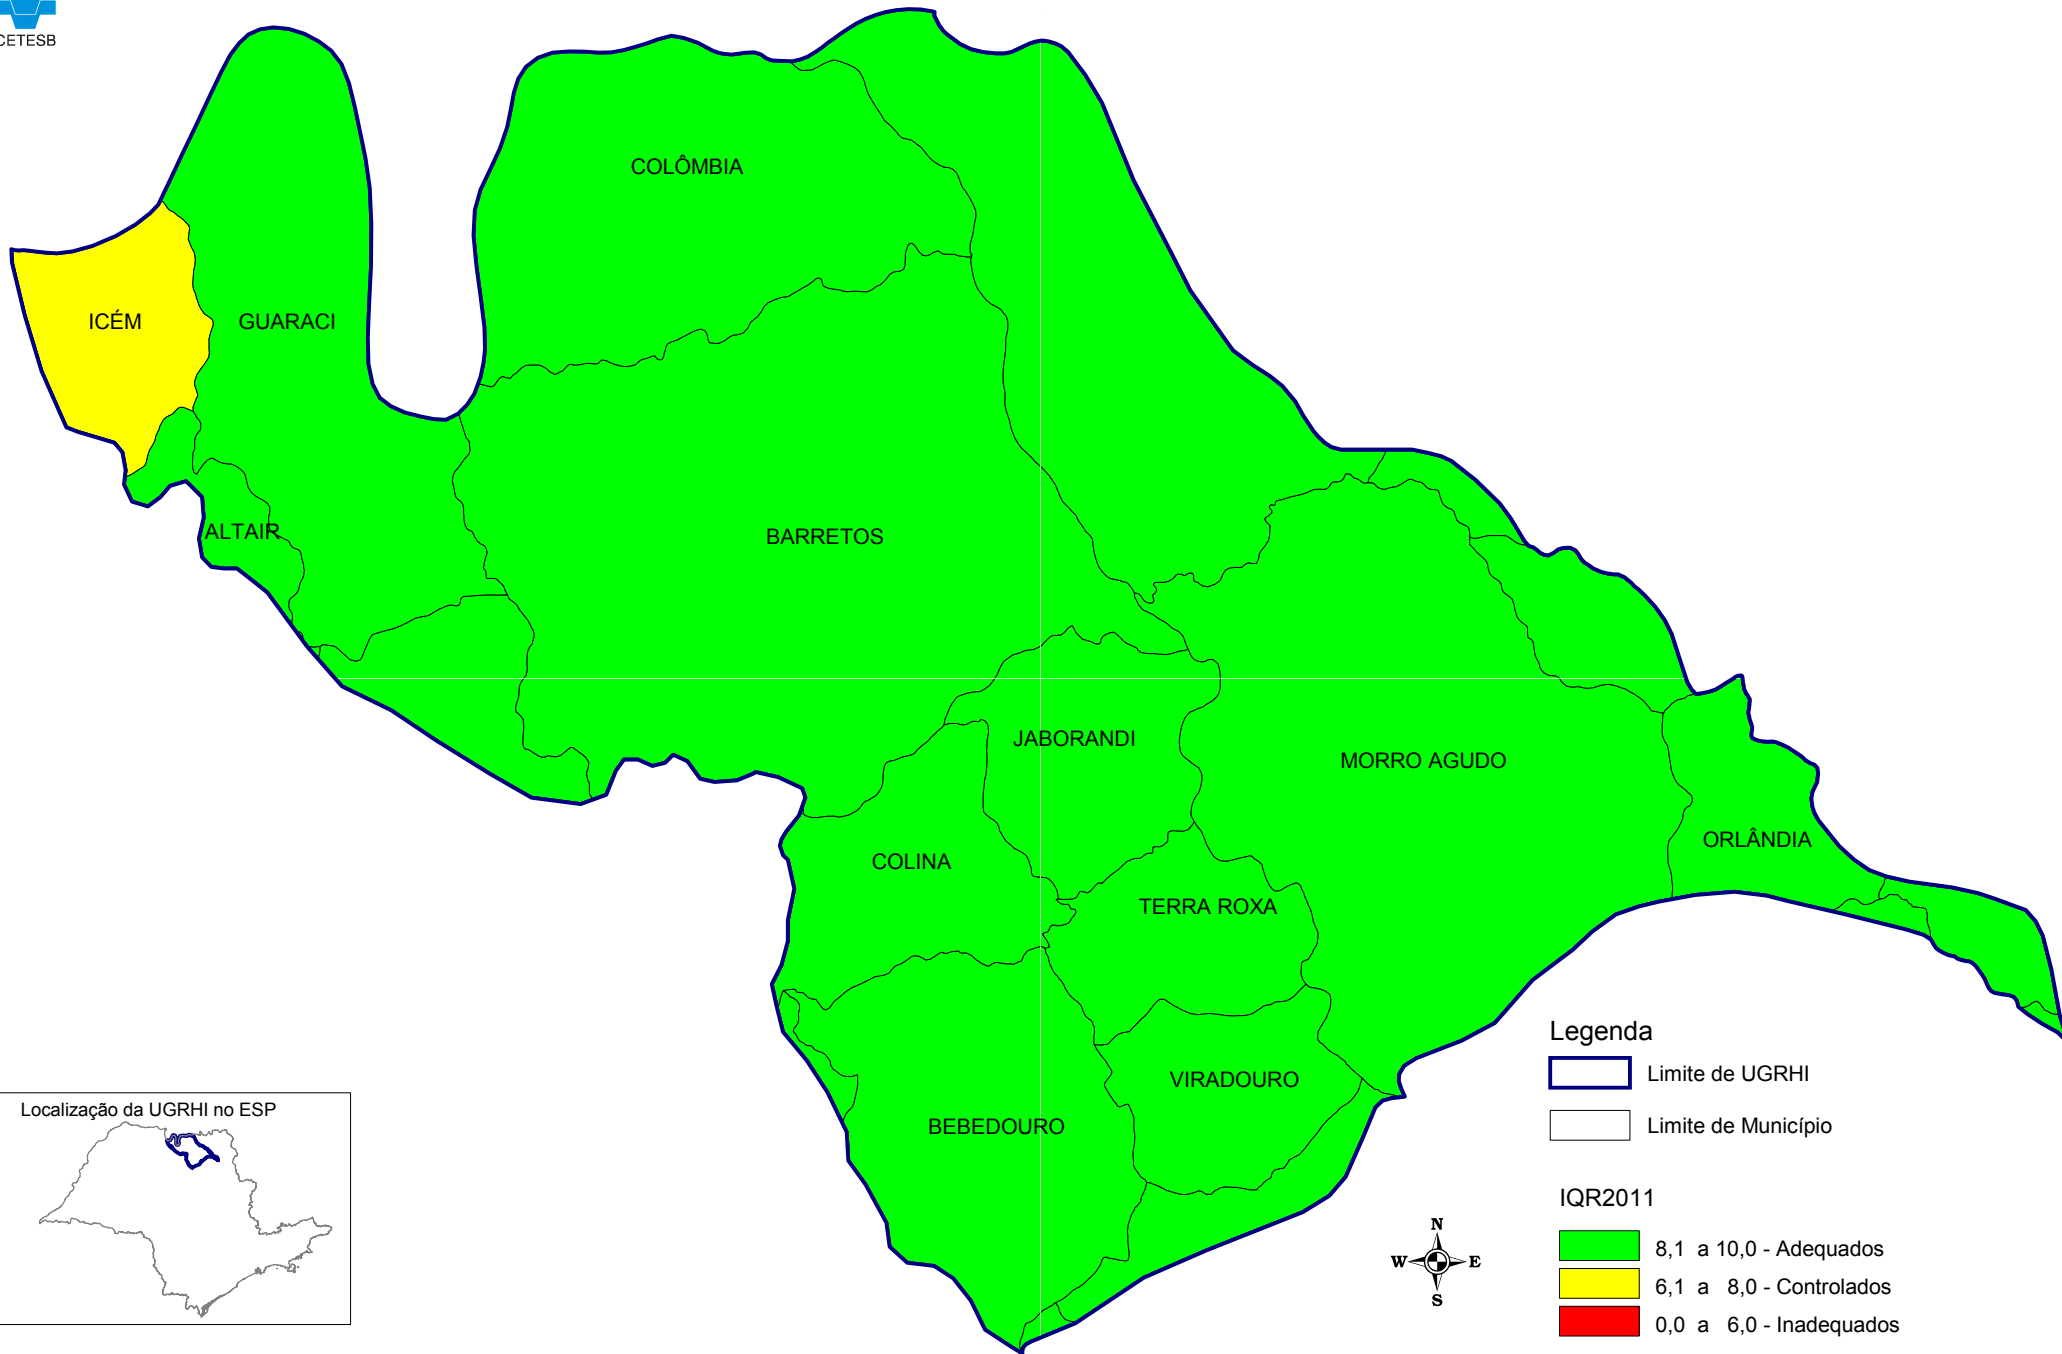 CETESB
COLÔMBIA
ICÉM
GUARACI
ALTAIR
BARRETOS
JABORANDI
MORRO AGUDO
ORLÂNDIA
COLINA
TERRA ROXA
VIRADOURO
BEBEDOURO
Localização da UGRHI no ESP
N
W E
S
Legenda
Limite de UGRHI
Limite de Município
IQR2011
8,1 a 10,0 - Adequados
6,1 a 8,0 - Controlados
0,0 a 6,0 - Inadequados